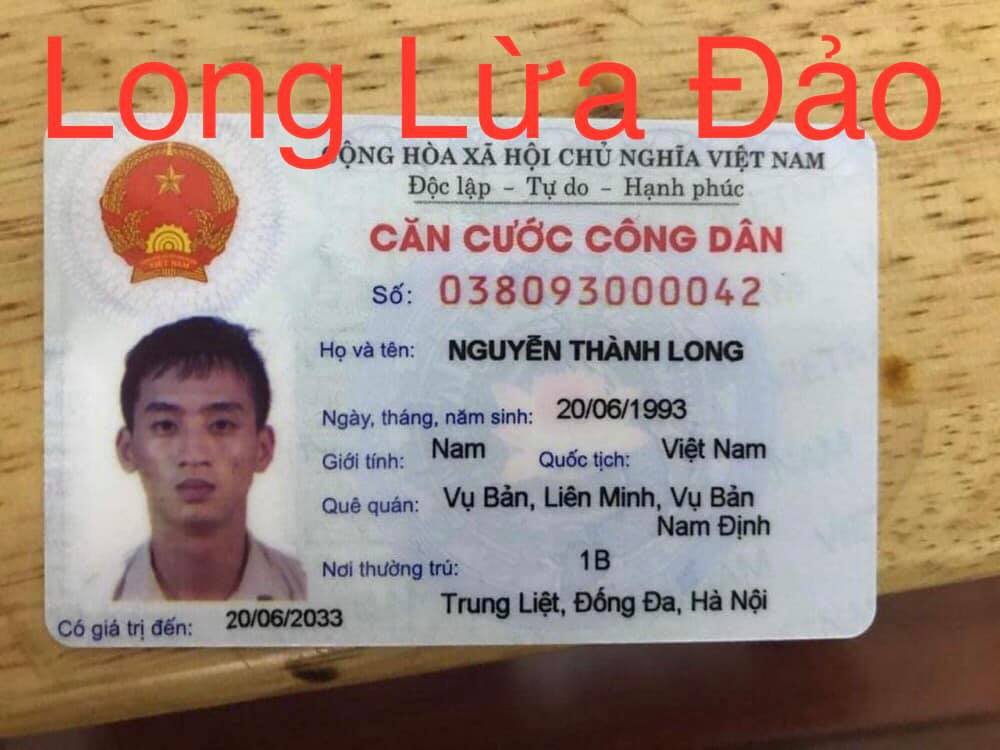 Long Lừa Đảo
CỘNG HÒA XÃ HỘI CHỦ NGHĨA VIỆT NAM
Độc lập - Tự do - Hạnh phúc
CĂN CƯỚC CÔNG DÂN
Số: 038093000042
Họ và tên: NGUYỄN THÀNH LONG
Ngày, tháng, năm sinh: 20/06/1993
Giới tính: Nam Quốc tịch: Việt Nam
Quê quán: Vụ Bản, Liên Minh, Vụ Bản
Nam Định
Nơi thường trú: 1B
Trung Liệt, Đống Đa, Hà Nội
Có giá trị đến: 20/06/2033